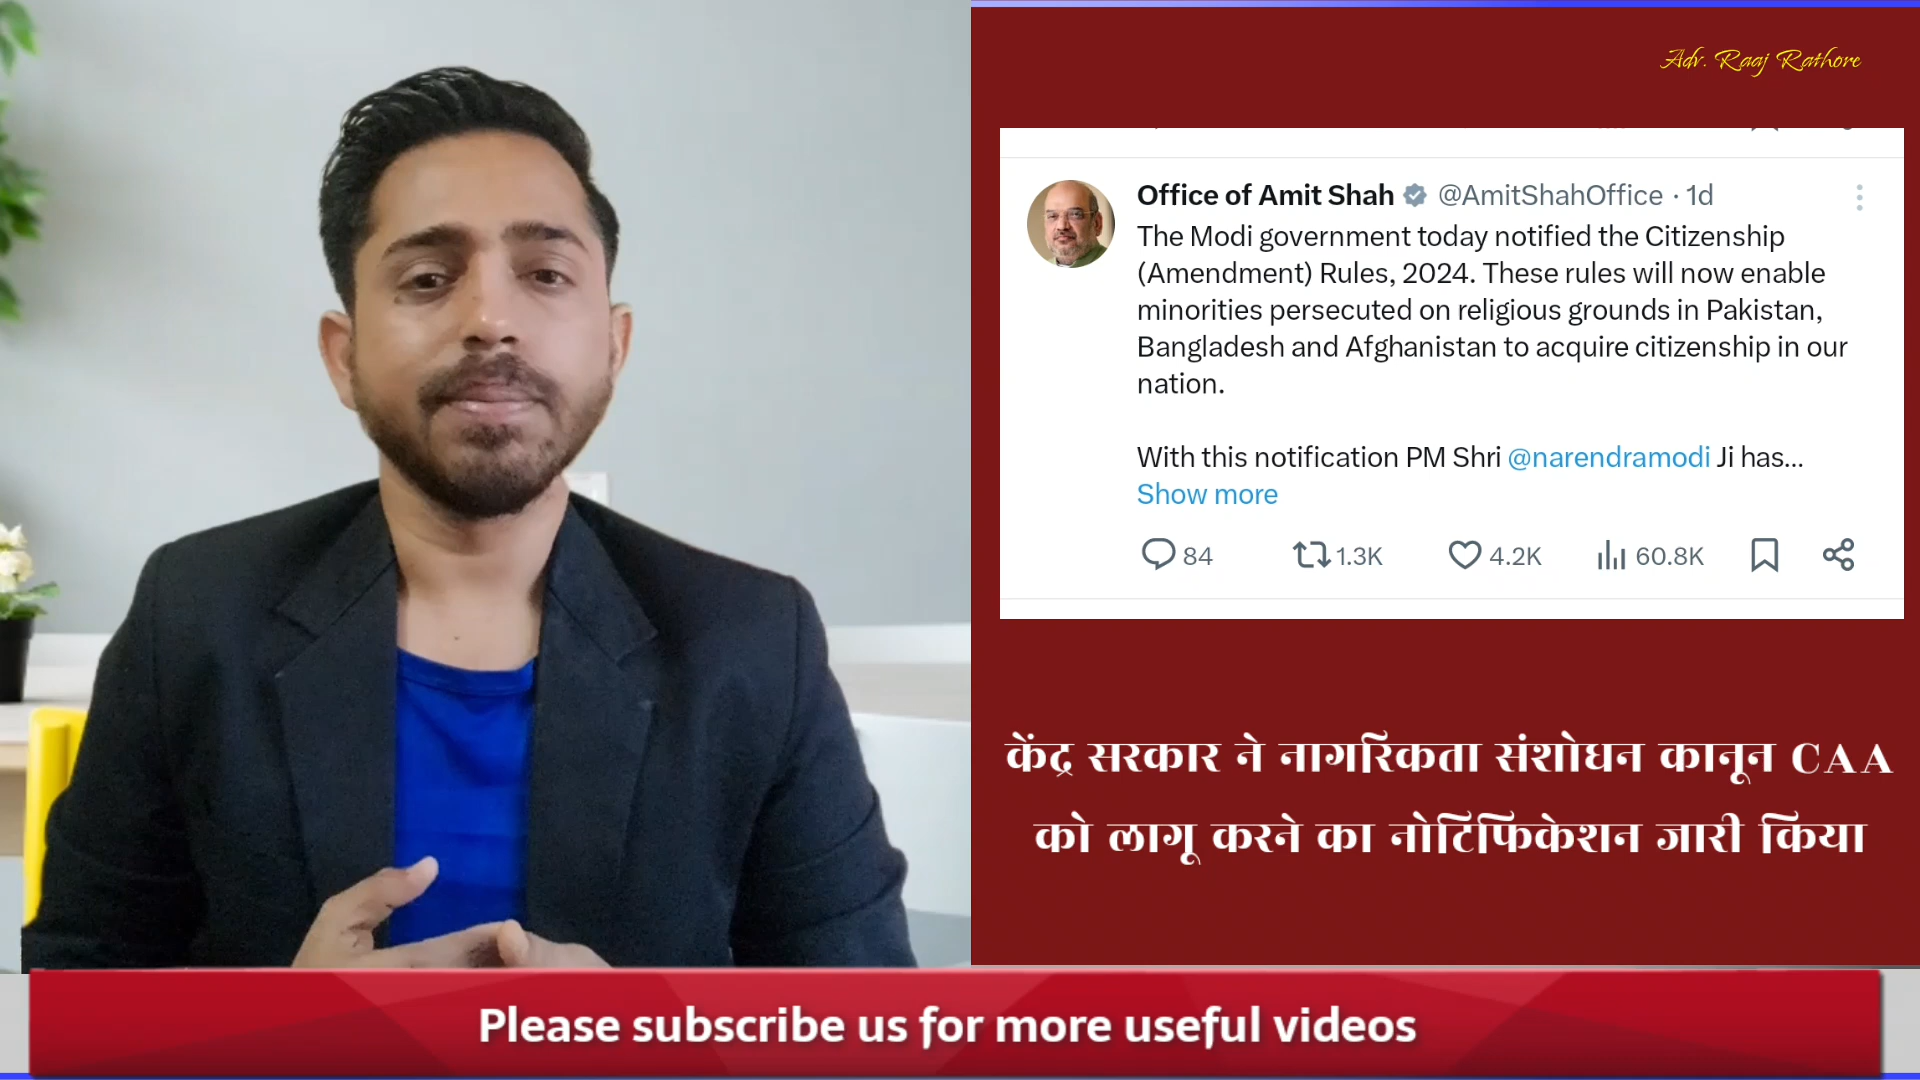 Adv. Raaj Rathore
Office of Amit Shah @AmitShahOffice · 1d
The Modi government today notified the Citizenship
(Amendment) Rules, 2024. These rules will now enable
minorities persecuted on religious grounds in Pakistan,
Bangladesh and Afghanistan to acquire citizenship in our
nation.
With this notification PM Shri @narendramodi Ji has...
Show more
84 1.3K 4.2K 60.8K
केंद्र सरकार ने नागरिकता संशोधन कानून CAA
को लागू करने का नोटिफिकेशन जारी किया
Please subscribe us for more useful videos